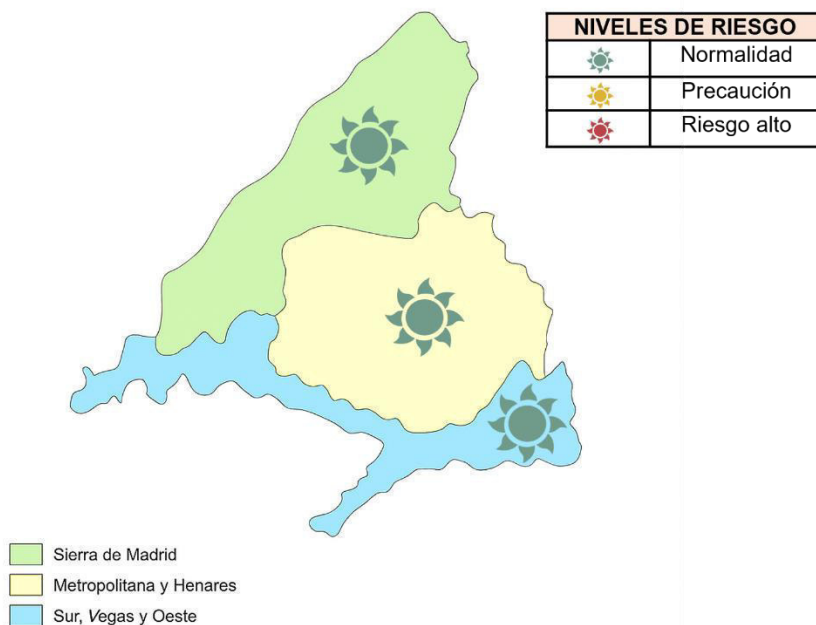 NIVELES DE RIESGO
Normalidad
Precaución
Riesgo alto
Sierra de Madrid
Metropolitana y Henares
Sur, Vegas y Oeste